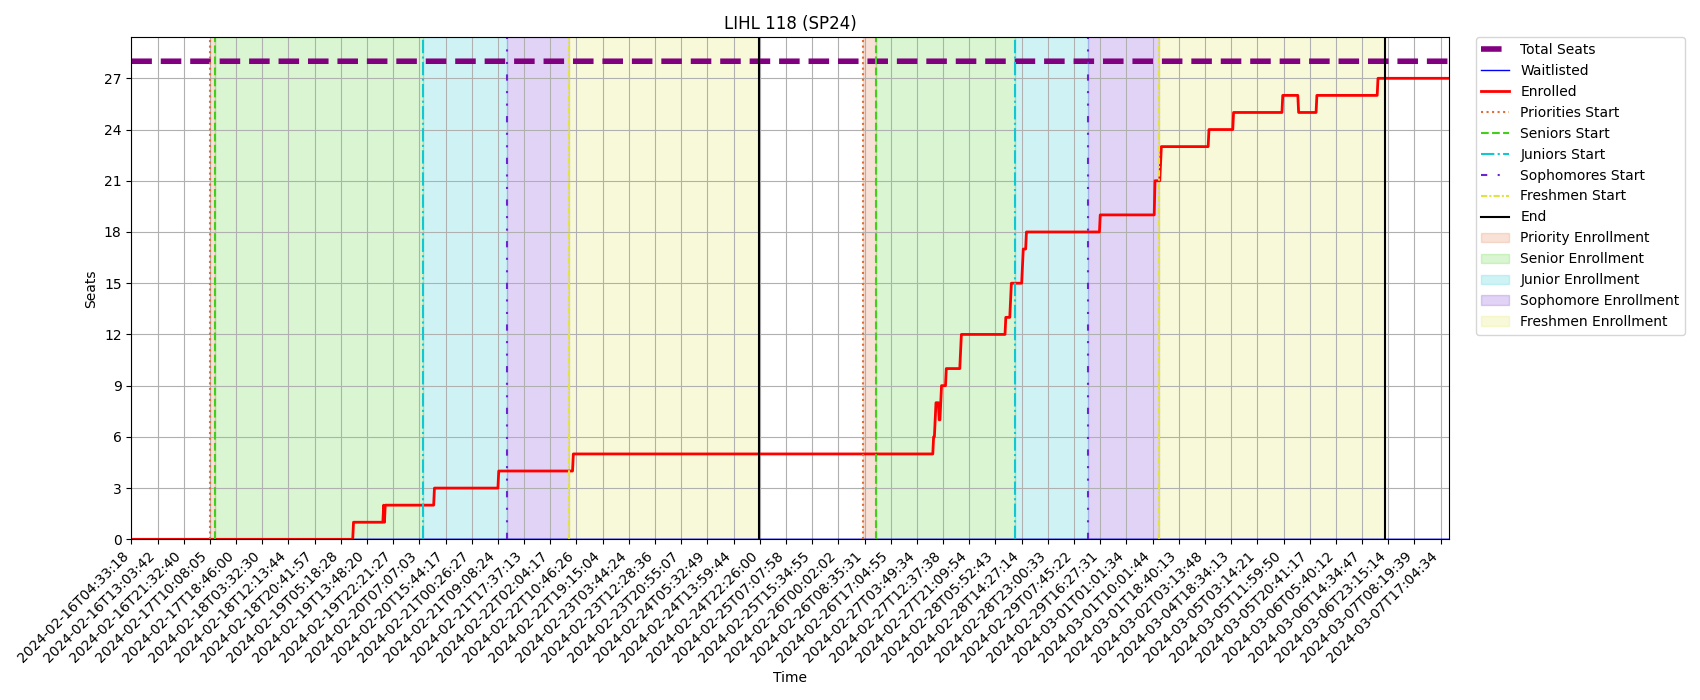 LIHL 118 (SP24)
Seats
27
24
21
18
15
12
9
6
3
0
2024-02-16T04:33:18
2024-02-16T13:03:42
2024-02-16T21:32:40
2024-02-17T10:08:05
2024-02-17T18:46:00
2024-02-18T03:32:30
2024-02-18T12:13:44
2024-02-18T20:41:57
2024-02-19T05:18:28
2024-02-19T13:48:20
2024-02-19T22:21:27
2024-02-20T07:07:03
2024-02-20T15:44:17
2024-02-21T00:26:27
2024-02-21T09:08:24
2024-02-21T17:37:13
2024-02-22T02:04:17
2024-02-22T10:46:26
2024-02-22T19:15:04
2024-02-23T03:44:24
2024-02-23T12:28:36
2024-02-23T20:55:07
2024-02-24T05:32:49
2024-02-24T13:59:44
2024-02-24T22:26:00
2024-02-25T07:07:58
2024-02-25T15:34:55
2024-02-26T00:02:02
2024-02-26T08:35:31
2024-02-26T17:04:55
2024-02-27T03:49:34
2024-02-27T12:37:38
2024-02-27T21:09:54
2024-02-28T05:52:43
2024-02-28T14:27:14
2024-02-28T23:00:33
2024-02-29T07:45:22
2024-02-29T16:27:31
2024-03-01T01:01:34
2024-03-01T10:01:44
2024-03-01T18:40:13
2024-03-02T03:13:48
2024-03-04T18:34:13
2024-03-05T03:14:21
2024-03-05T11:59:50
2024-03-05T20:41:17
2024-03-06T05:40:12
2024-03-06T14:34:47
2024-03-06T23:15:14
2024-03-07T08:19:39
2024-03-07T17:04:34
Time
Total Seats
Waitlisted
Enrolled
Priorities Start
Seniors Start
Juniors Start
Sophomores Start
Freshmen Start
End
Priority Enrollment
Senior Enrollment
Junior Enrollment
Sophomore Enrollment
Freshmen Enrollment